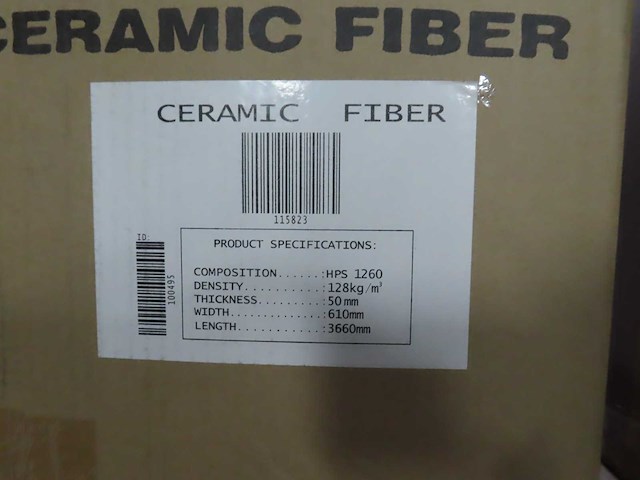 CERAMIC FIBER
CERAMIC FIBER
115823
ID:
100495
PRODUCT SPECIFICATIONS:
COMPOSITION......:HPS 1260
DENSITY..........:128kg/m³
THICKNESS.........:50mm
WIDTH.............:610mm
LENGTH............:3660mm